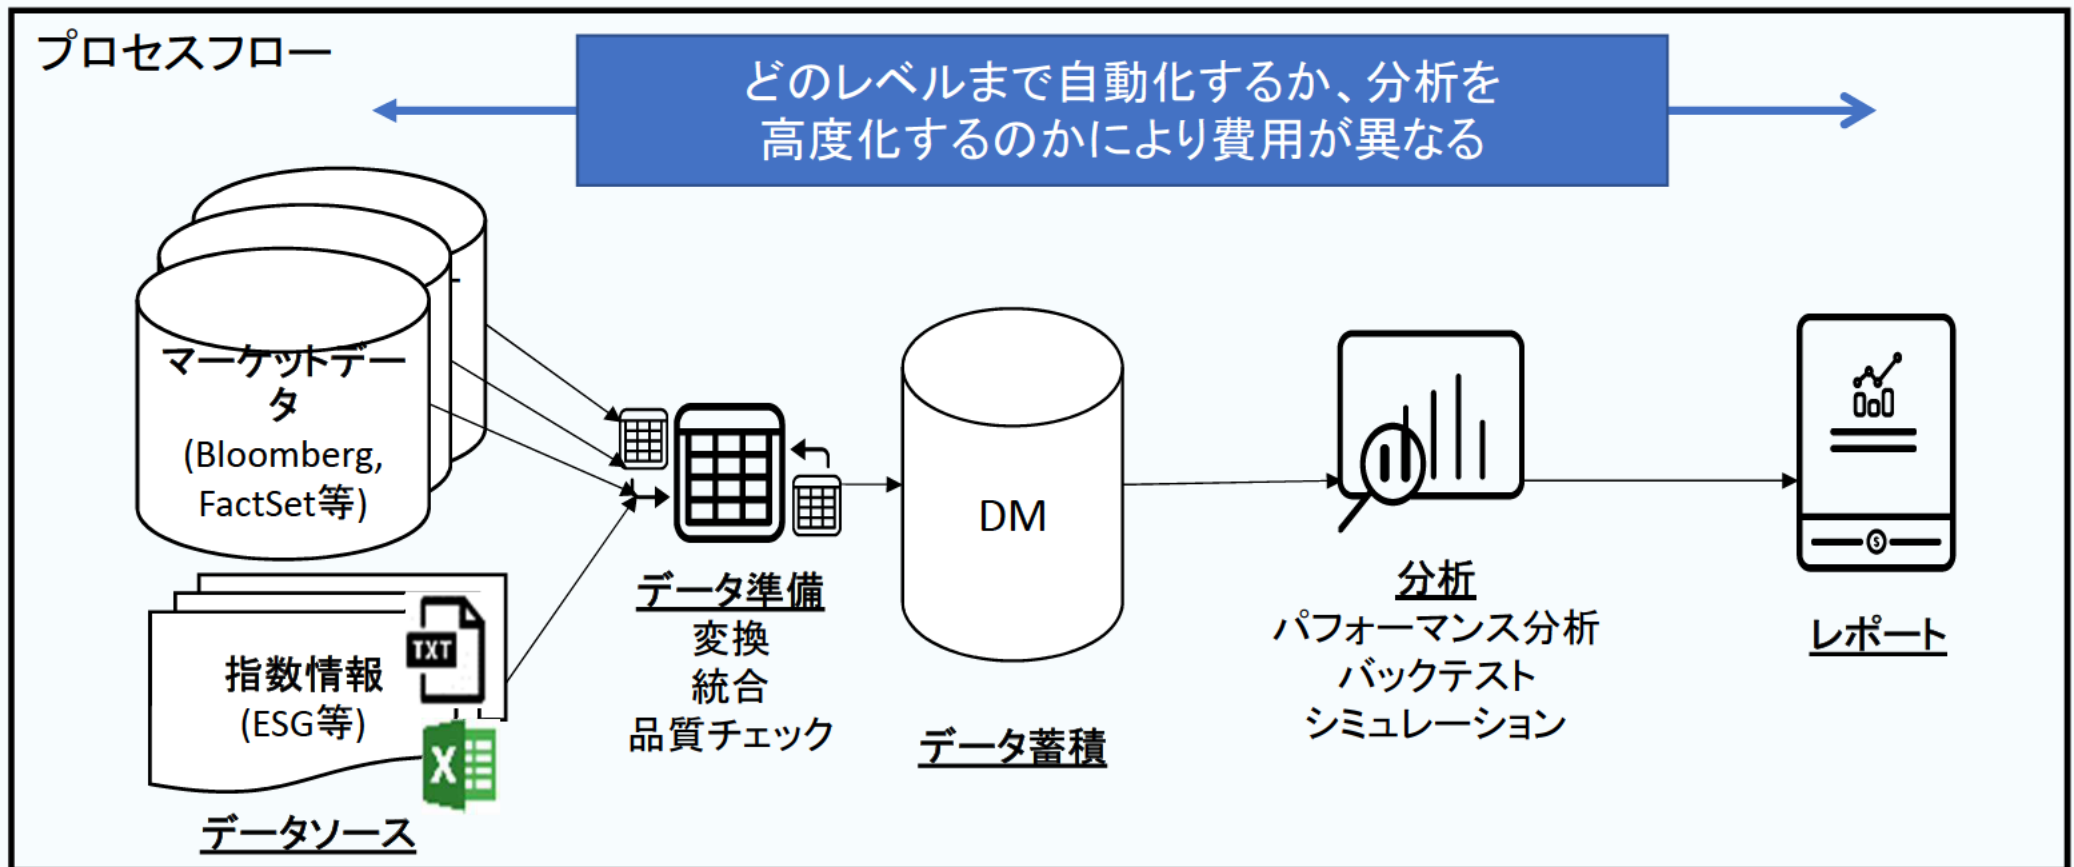 プロセスフロー
どのレベルまで自動化するか、分析を
高度化するのかにより費用が異なる
マーケットデー
タ
(Bloomberg,
FactSet等)
指数情報
(ESG等)
TXT
X
データソース
データ準備
変換
統合
品質チェック
DM
データ蓄積
分析
パフォーマンス分析
バックテスト
シミュレーション
$
レポート